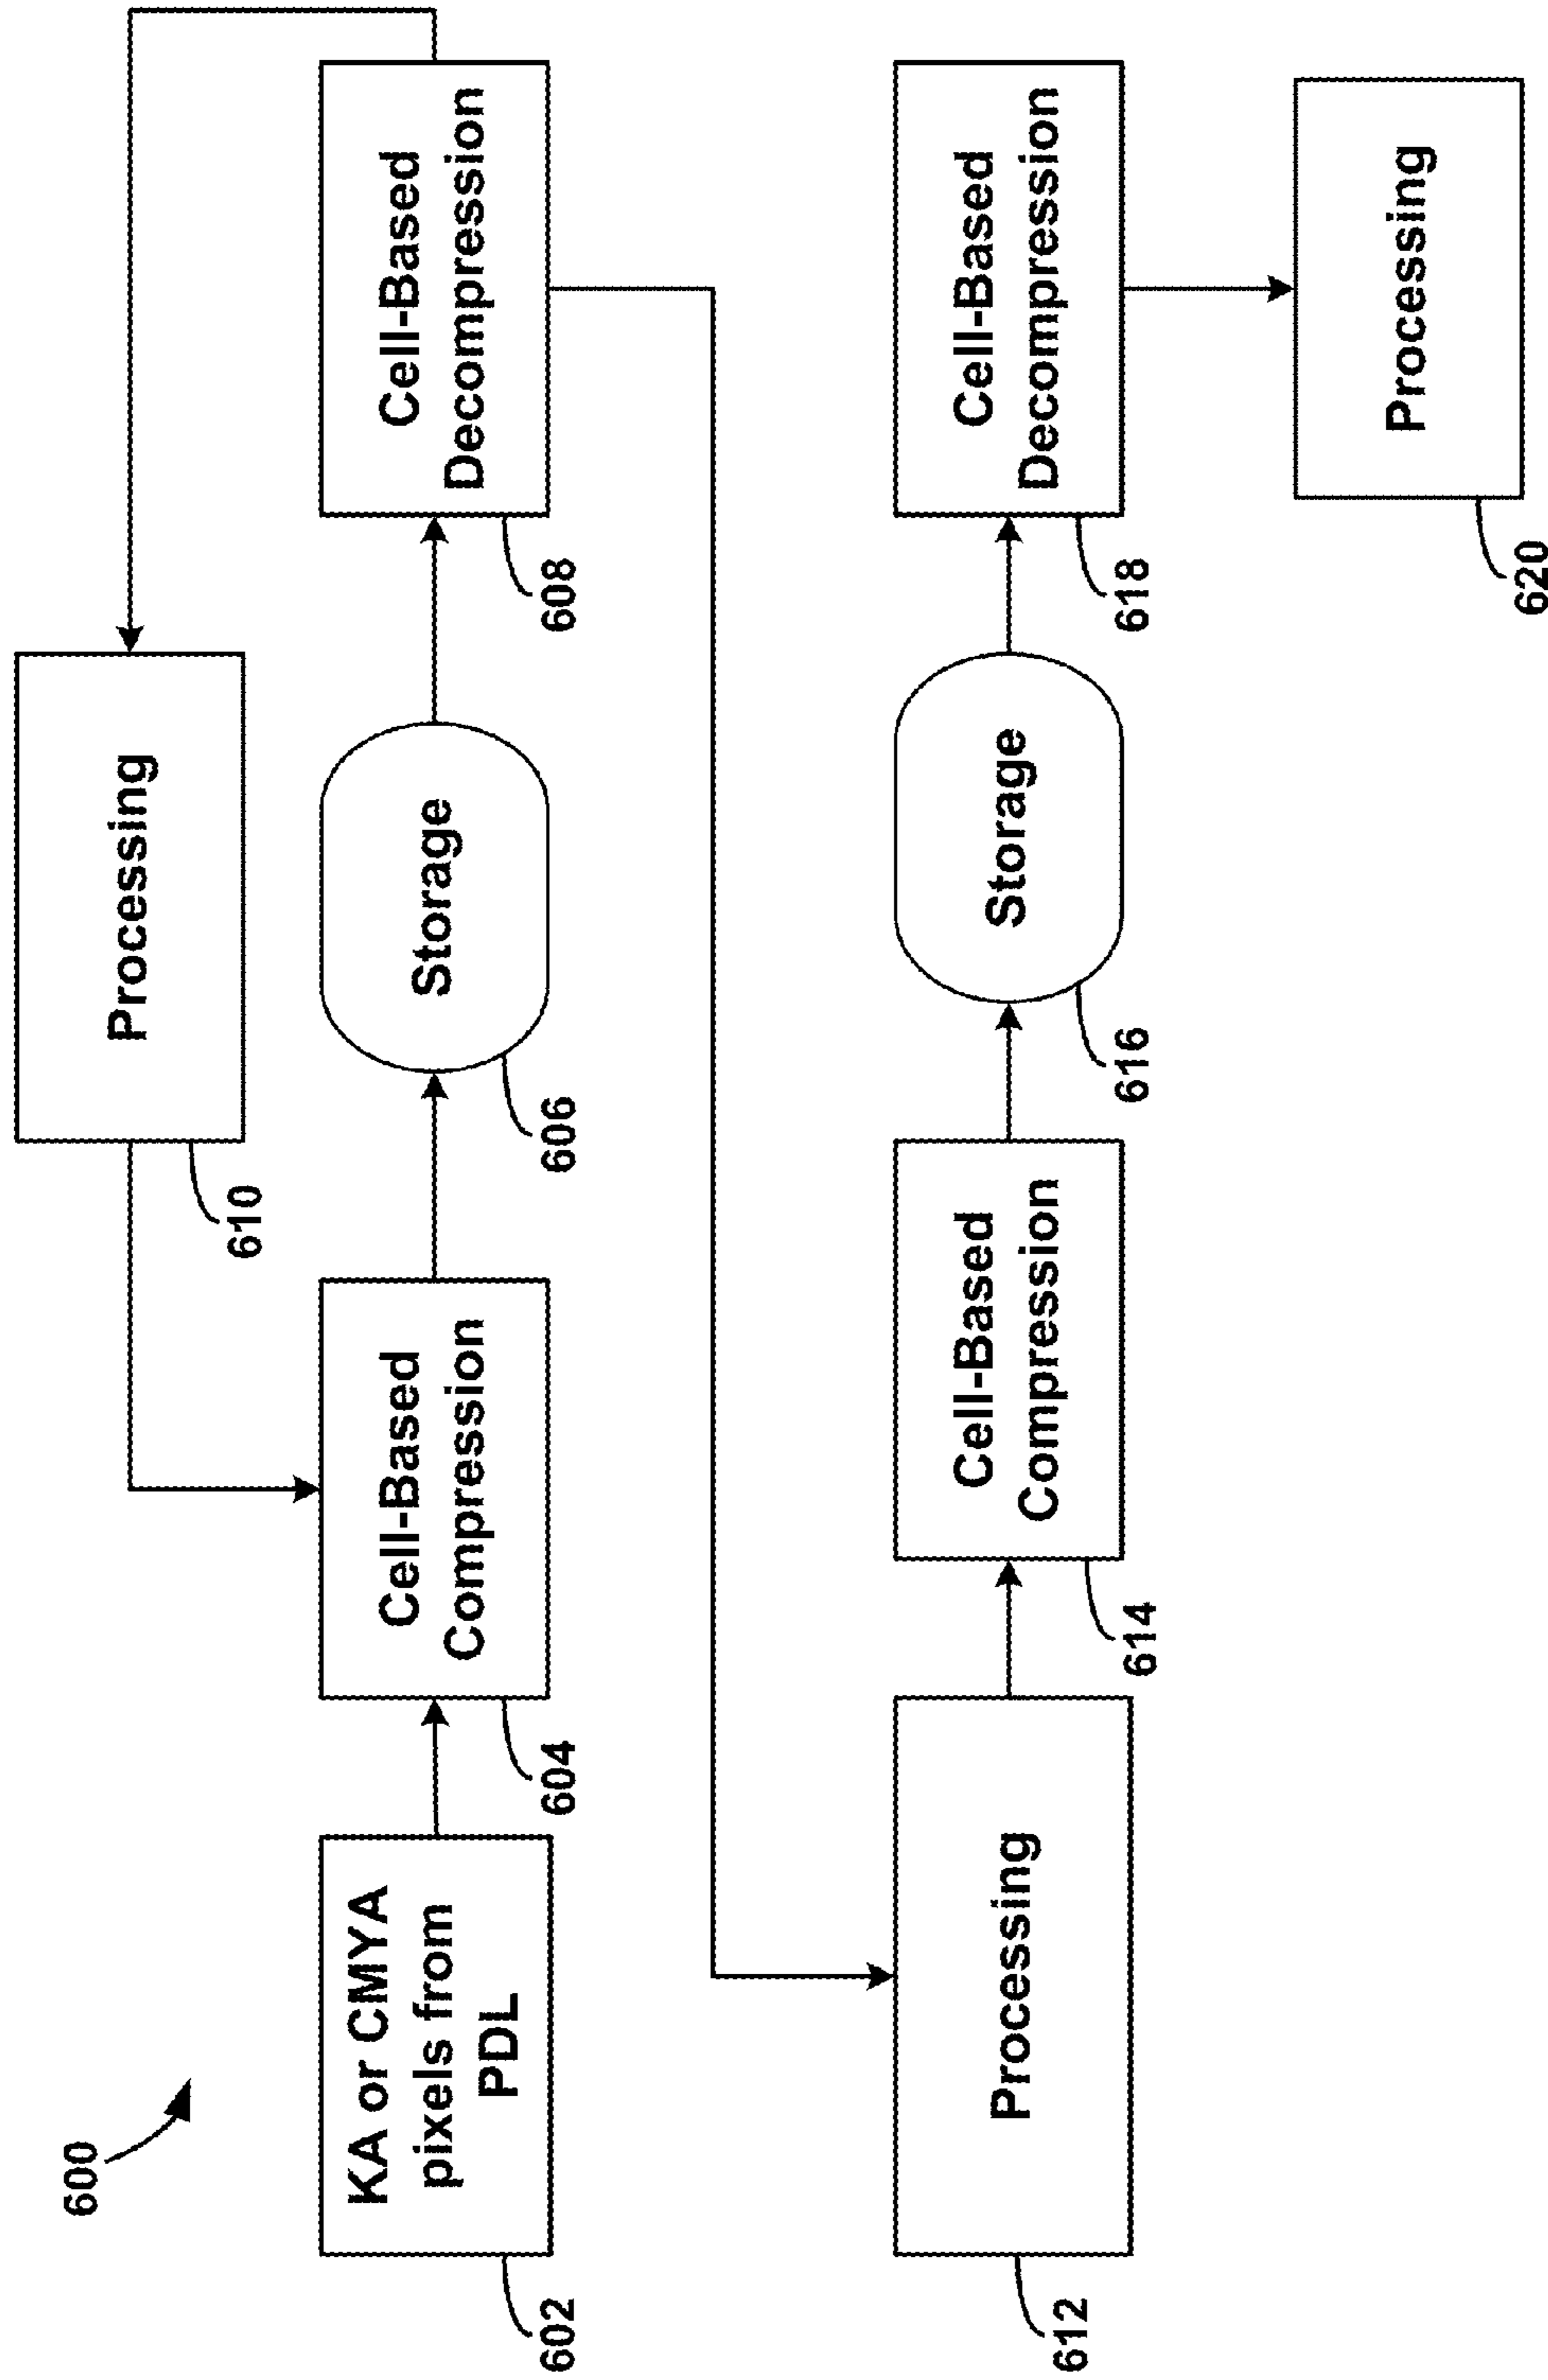 600
Processing
610
KA or CMYA
pixels from
PDL
602
Cell-Based
Compression
604
Storage
606
Cell-Based
Decompression
608
Processing
612
Cell-Based
Compression
614
Storage
616
Cell-Based
Decompression
618
Processing
620